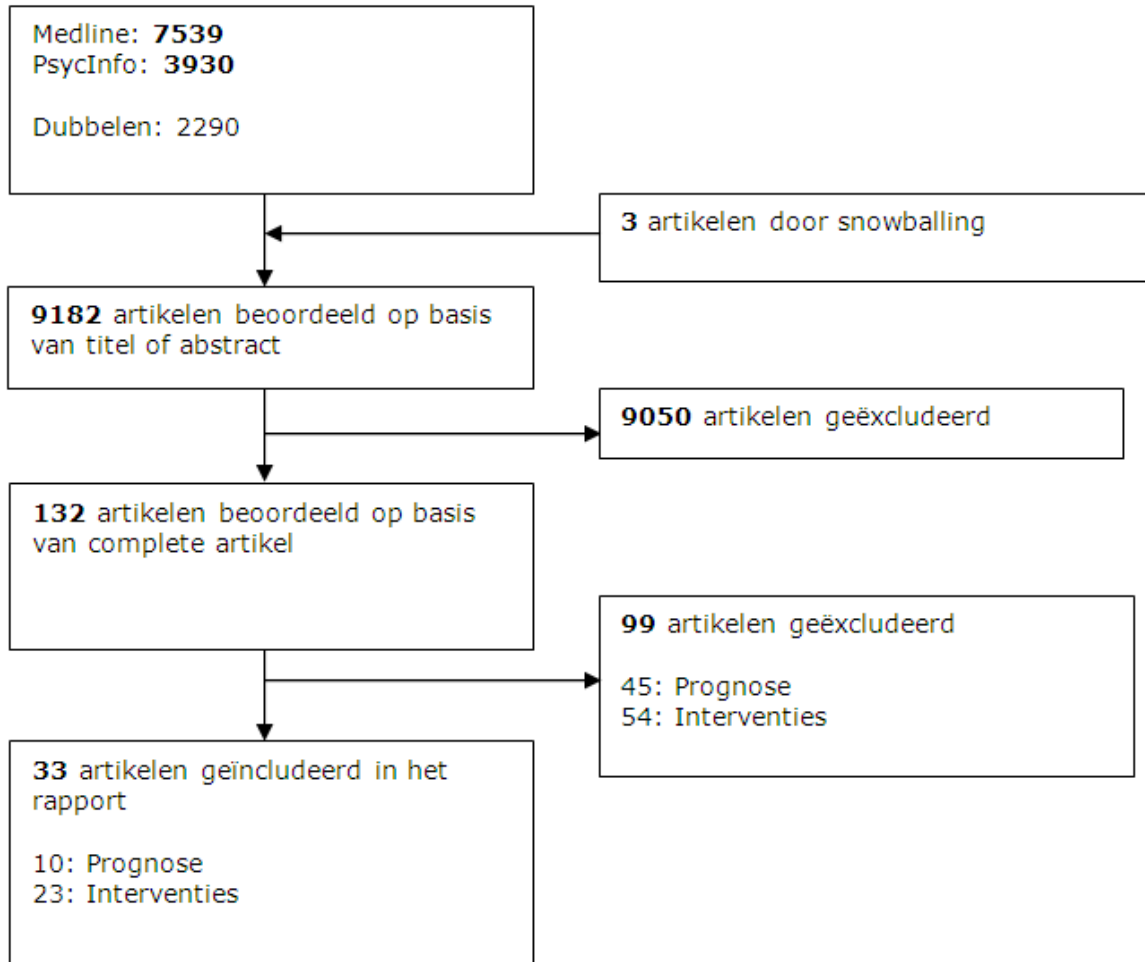 Medline: 7539
PsycInfo: 3930
Dubbelen: 2290
3 artikelen door snowballing
9182 artikelen beoordeeld op basis
van titel of abstract
9050 artikelen geëxcludeerd
132 artikelen beoordeeld op basis
van complete artikel
99 artikelen geëxcludeerd
45: Prognose
54: Interventies
33 artikelen geïncludeerd in het
rapport
10: Prognose
23: Interventies